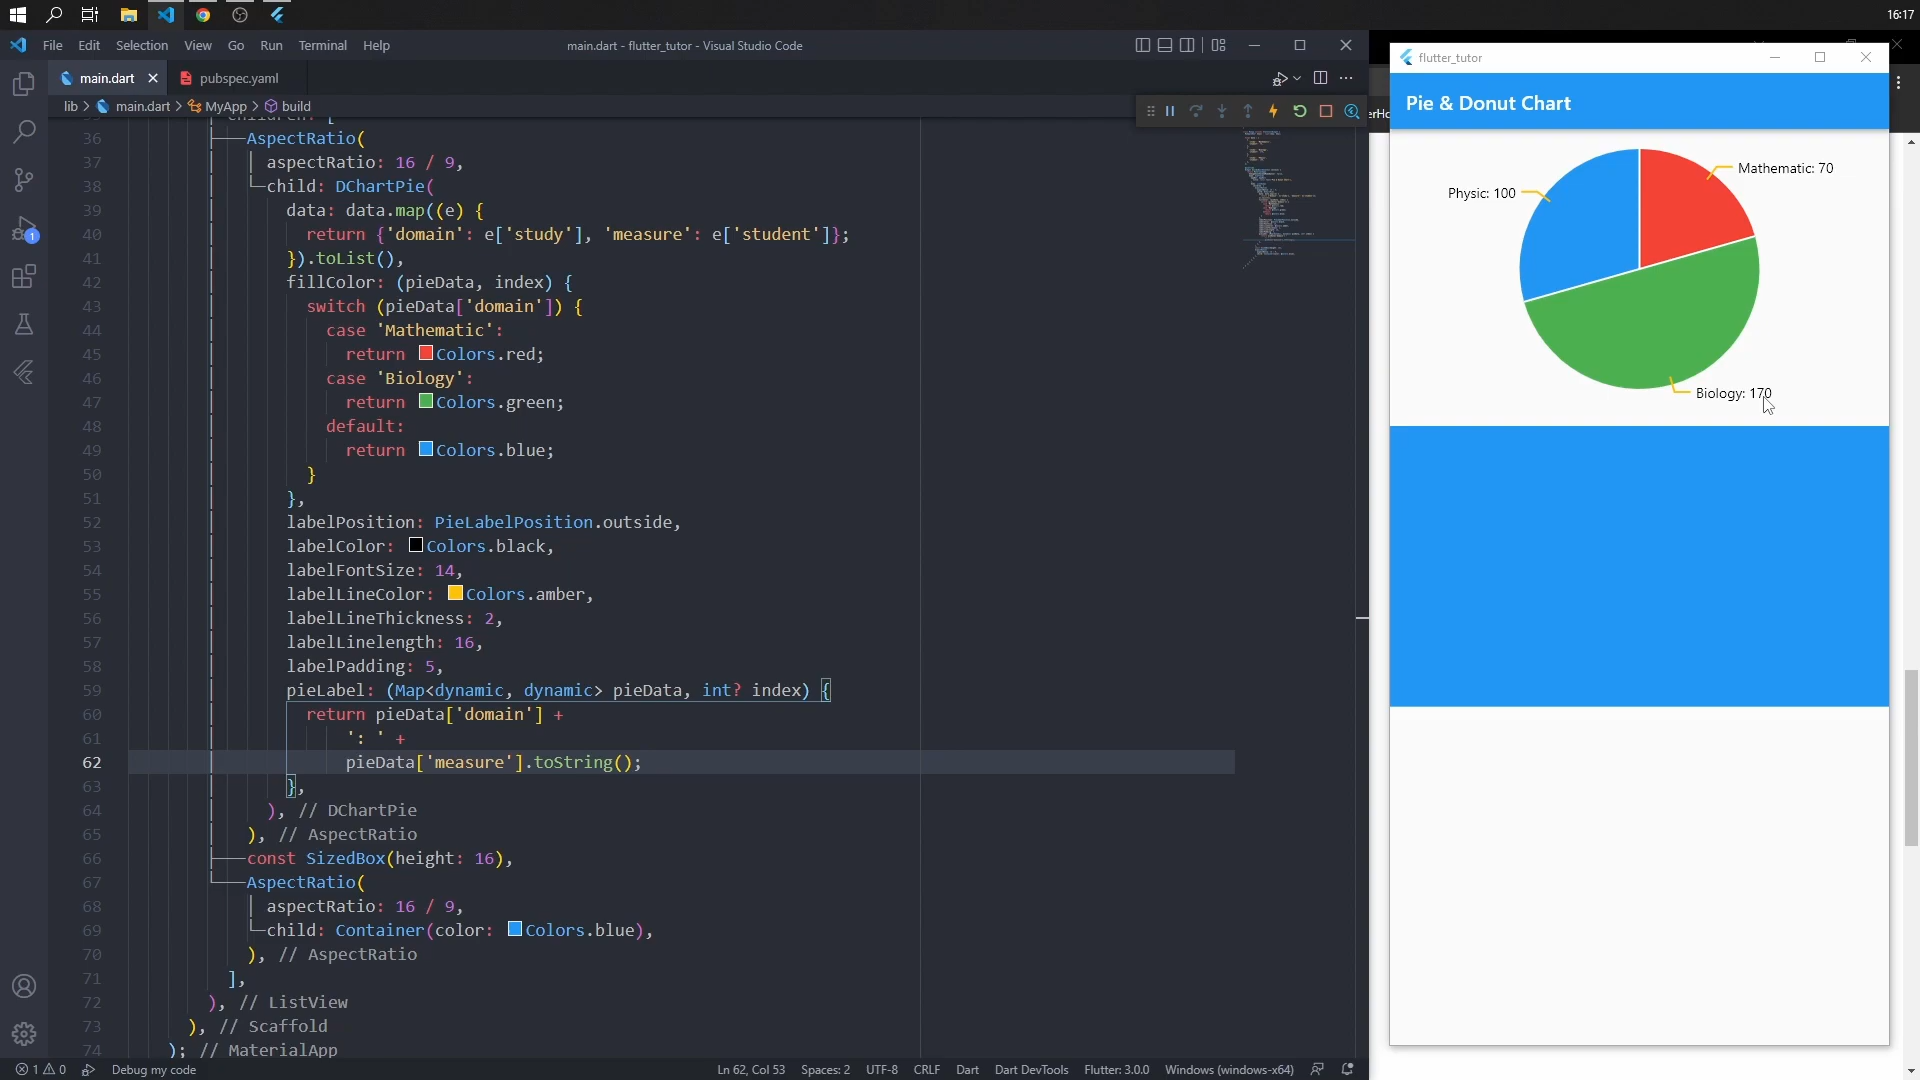 16:17
File Edit Selection View Go Run Terminal Help
main.dart - flutter_tutor - Visual Studio Code
main.dart
pubspec.yaml
lib > main.dart > MyApp > build
36 AspectRatio(
37 aspectRatio: 16 / 9,
38 child: DChartPie(
39 data: data.map((e) {
40 return {'domain': e['study'], 'measure': e['student']};
41 }).toList(),
42 fillColor: (pieData, index) {
43 switch (pieData['domain']) {
44 case 'Mathematic':
45 return Colors.red;
46 case 'Biology':
47 return Colors.green;
48 default:
49 return Colors.blue;
50 }
51 },
52 labelPosition: PieLabelPosition.outside,
53 labelColor: Colors.black,
54 labelFontSize: 14,
55 labelLineColor: Colors.amber,
56 labelLineThickness: 2,
57 labelLinelength: 16,
58 labelPadding: 5,
59 pieLabel: (Map<dynamic, dynamic> pieData, int? index) {
60 return pieData['domain'] +
61 ': ' +
62 pieData['measure'].toString();
63 },
64 ), // DChartPie
65 ), // AspectRatio
66 const SizedBox(height: 16),
67 AspectRatio(
68 aspectRatio: 16 / 9,
69 child: Container(color: Colors.blue),
70 ), // AspectRatio
71 ],
72 ), // ListView
73 ), // Scaffold
74 ); // MaterialApp
1
1 0 Debug my code
Ln 62, Col 53 Spaces: 2 UTF-8 CRLF Dart Dart DevTools Flutter: 3.0.0 Windows (windows-x64)
flutter_tutor
Pie & Donut Chart
Mathematic: 70
Physic: 100
Biology: 170